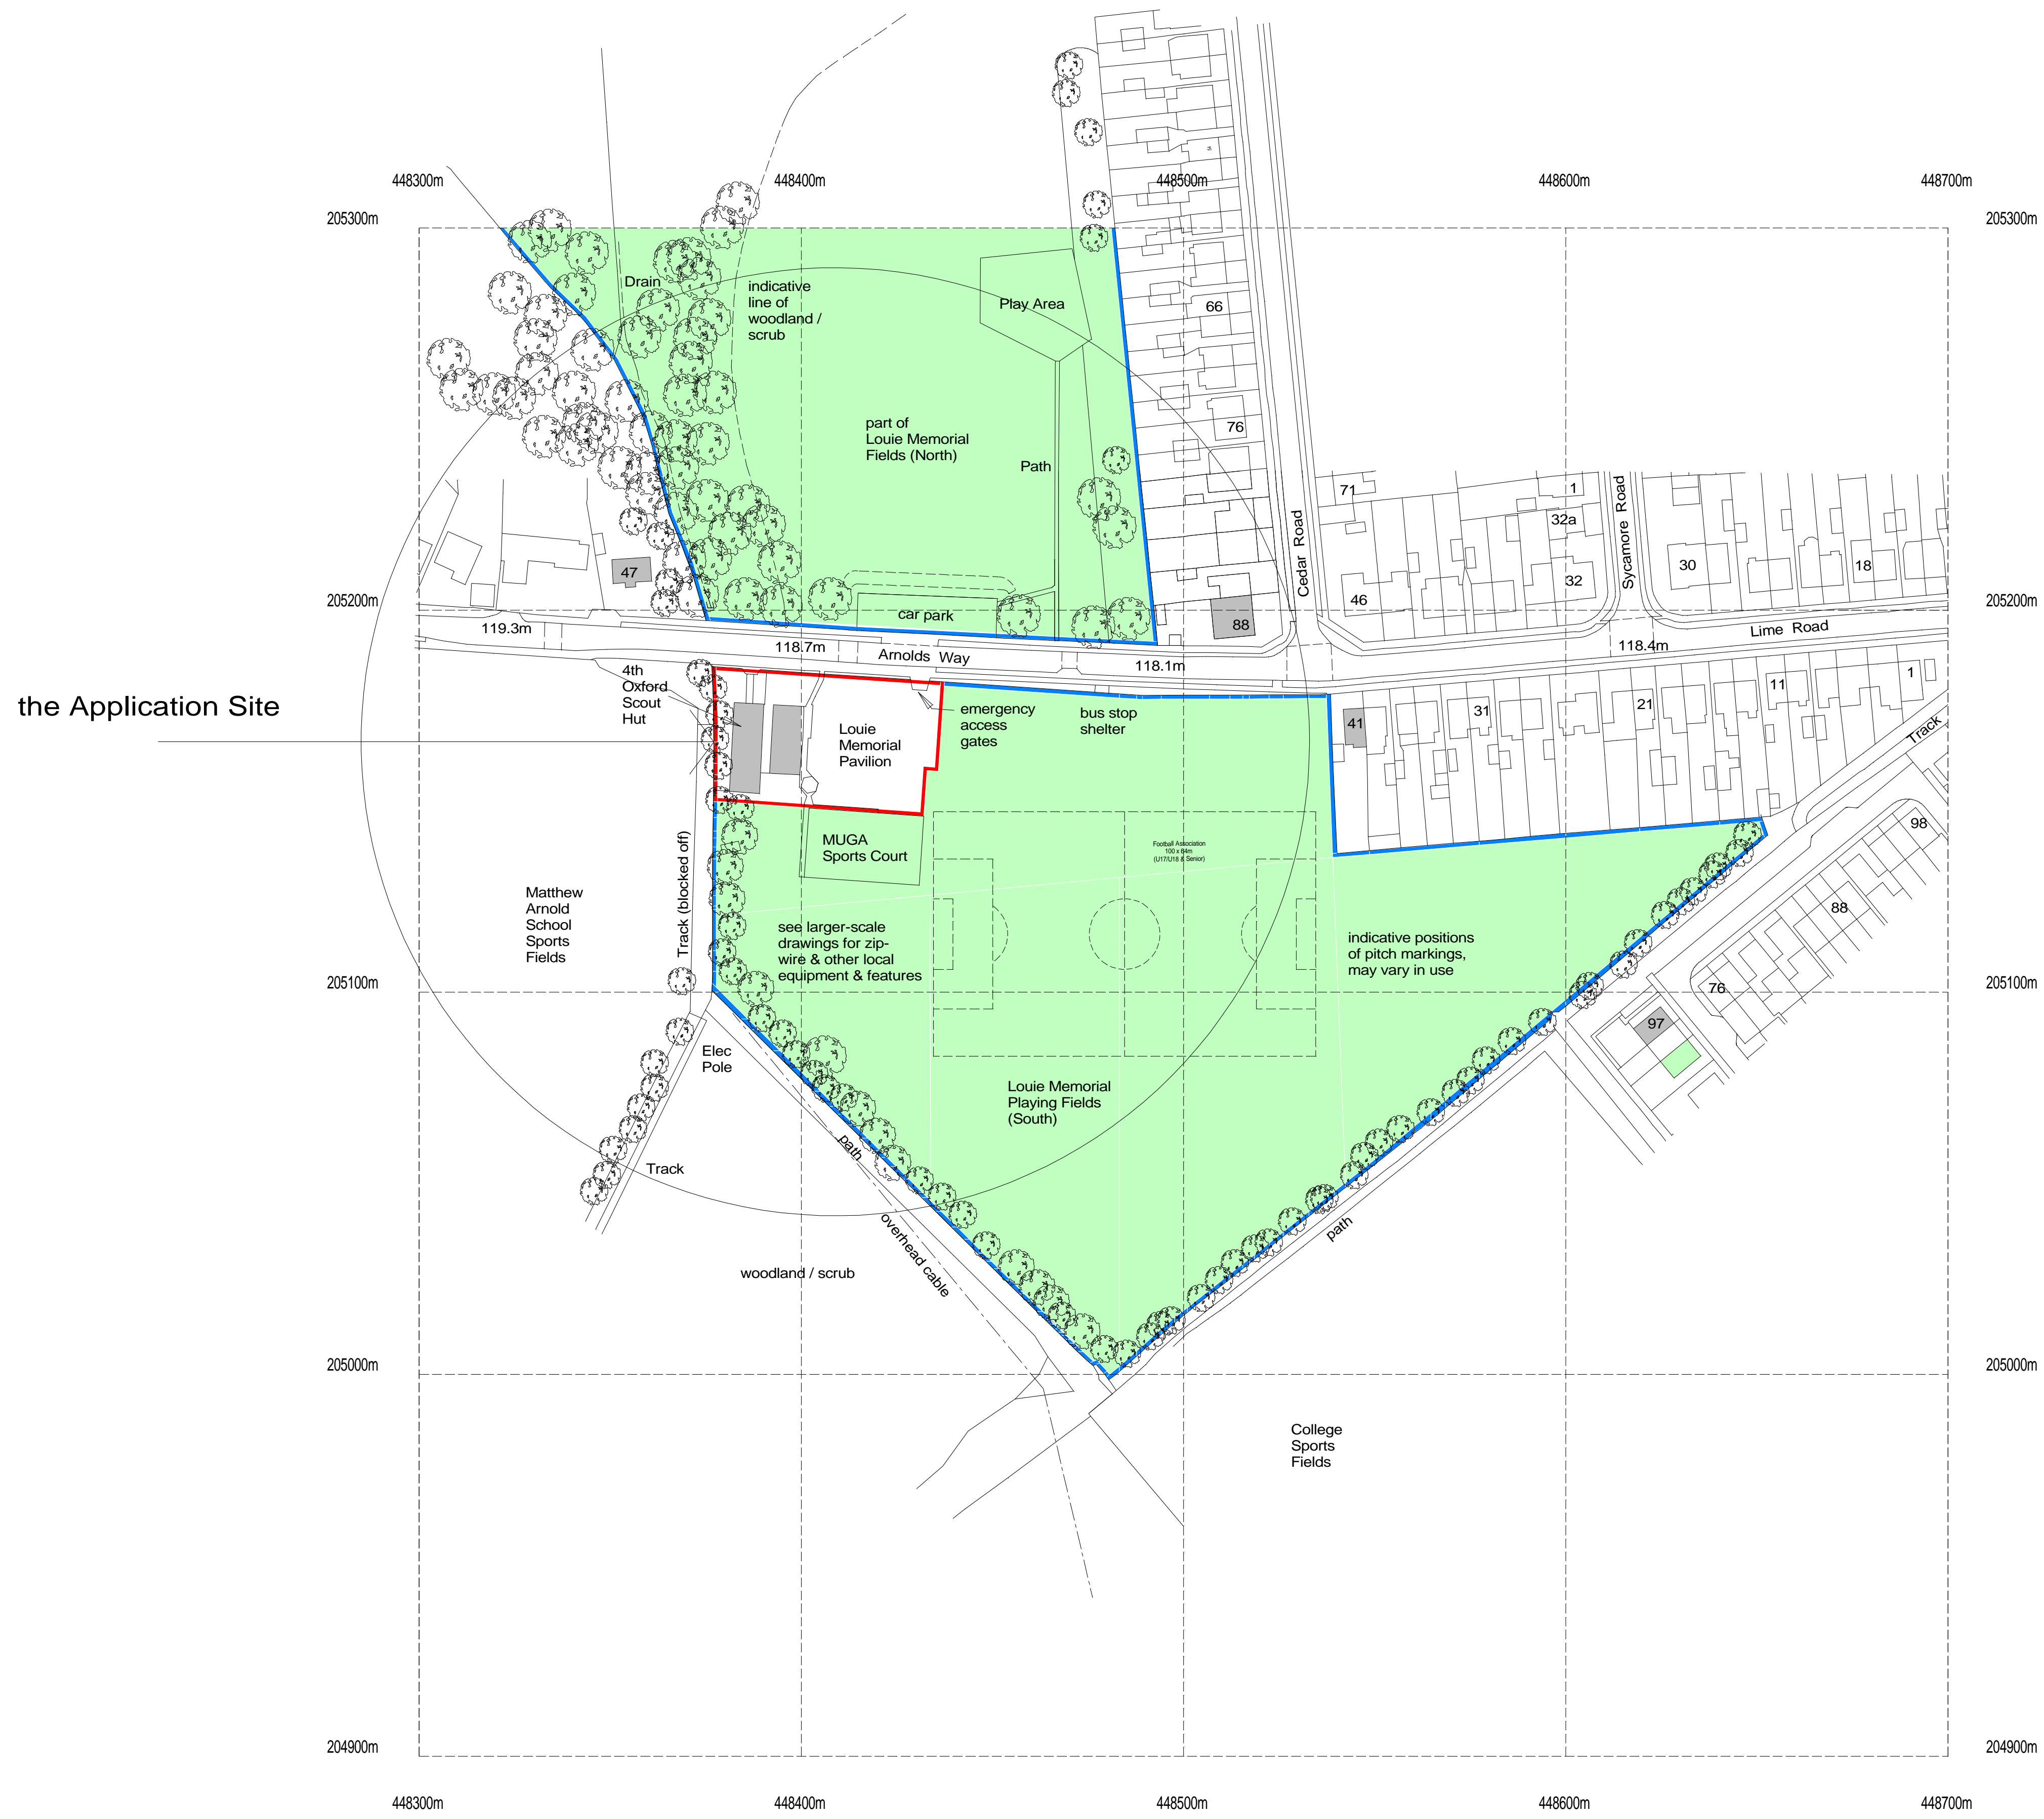 448300m
448400m
448500m
448600m
448700m
205300m
205300m
Drain
indicative
line of
woodland /
scrub
Play Area
66
76
part of
Louie Memorial
Fields (North)
Path
71
1
32a
32
46
Cedar Road
Sycamore Road
30
18
47
88
205200m
205200m
car park
119.3m
118.7m
Arnolds Way
118.1m
118.4m
Lime Road
4th
Oxford
Scout
Hut
the Application Site
Louie
Memorial
Pavilion
emergency
access
gates
bus stop
shelter
41
31
21
11
1
Track
MUGA
Sports Court
Football Association
100 x 64m
(U17/U18 & Senior)
98
88
76
97
Matthew
Arnold
School
Sports
Fields
Track (blocked off)
see larger-scale
drawings for zip-
wire & other local
equipment & features
indicative positions
of pitch markings,
may vary in use
205100m
205100m
Elec
Pole
Louie Memorial
Playing Fields
(South)
Track
path
overhead cable
path
woodland / scrub
205000m
205000m
College
Sports
Fields
204900m
204900m
448300m
448400m
448500m
448600m
448700m